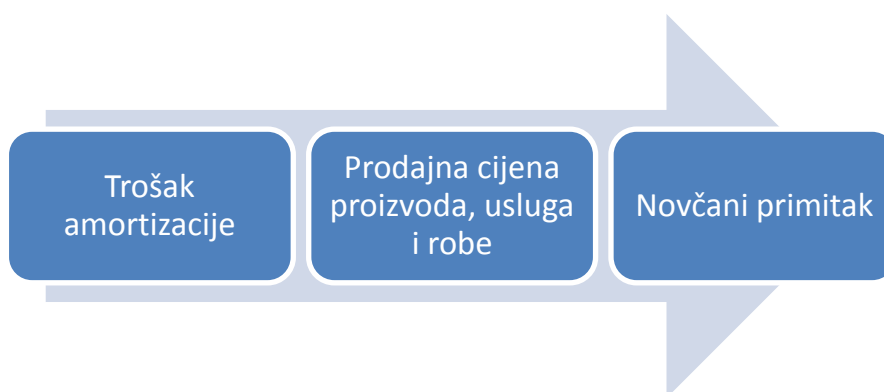 Trošak
amortizacije
Prodajna cijena
proizvoda, usluga
i robe
Novčani primitak